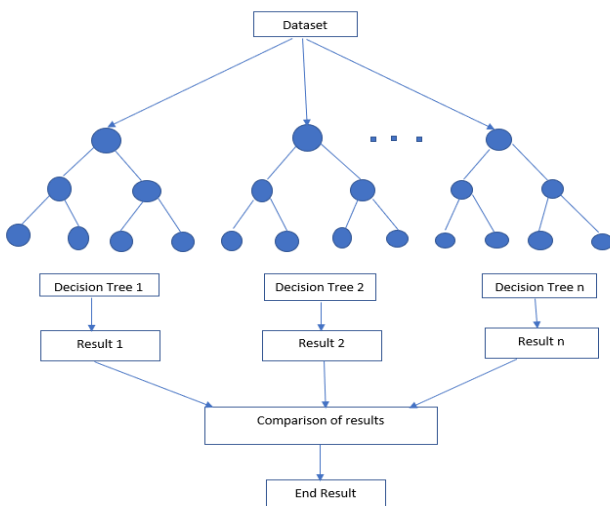 Dataset
Decision Tree 1
Decision Tree 2
Decision Tree n
Result 1
Result 2
Result n
Comparison of results
End Result